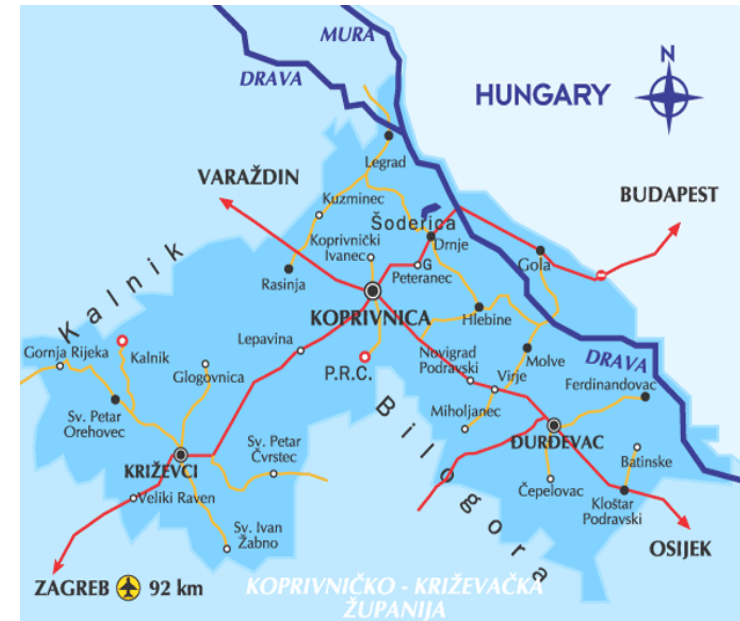 MURA
DRAVA
N
HUNGARY
Legrad
VARAŽDIN
BUDAPEST
Kuzminec
Šoderica
Koprivnički
Ivanec
Drnje
G
Peteranec
Gola
Rasinja
Kalnik
KOPRIVNICA
Hlebine
Lepavina
Gornja Rijeka
Kalnik
Glogovnica
P.R.C.
Novigrad
Podravski
Molve
DRAVA
Virje
Ferdinandovac
Sv. Petar
Orehovec
Miholjanec
Bilogora
ĐURĐEVAC
Sv. Petar
Čvrstec
KRIŽEVCI
Batinske
Veliki Raven
Čepelovac
Kloštar
Podravski
Sv. Ivan
Žabno
OSIJEK
ZAGREB 92 km
KOPRIVNIČKO - KRIŽEVAČKA
ŽUPANIJA